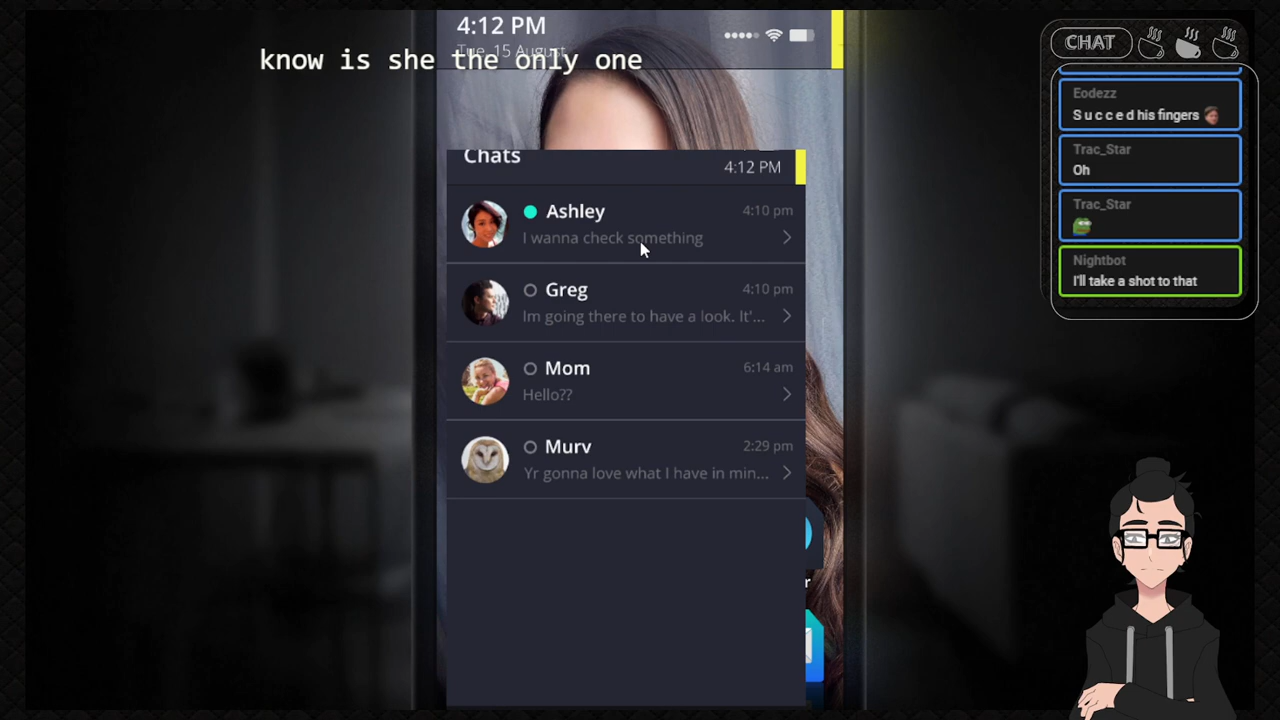 4:12 PM
Tue, 15 August
know is she the only one
Chats
4:12 PM
Ashley
4:10 pm
I wanna check something
Greg
4:10 pm
Im going there to have a look. It'...
Mom
6:14 am
Hello??
Murv
2:29 pm
Yr gonna love what I have in min...
r
CHAT
Eodezz
S u c c e d his fingers
Trac_Star
Oh
Trac_Star
Nightbot
I'll take a shot to that